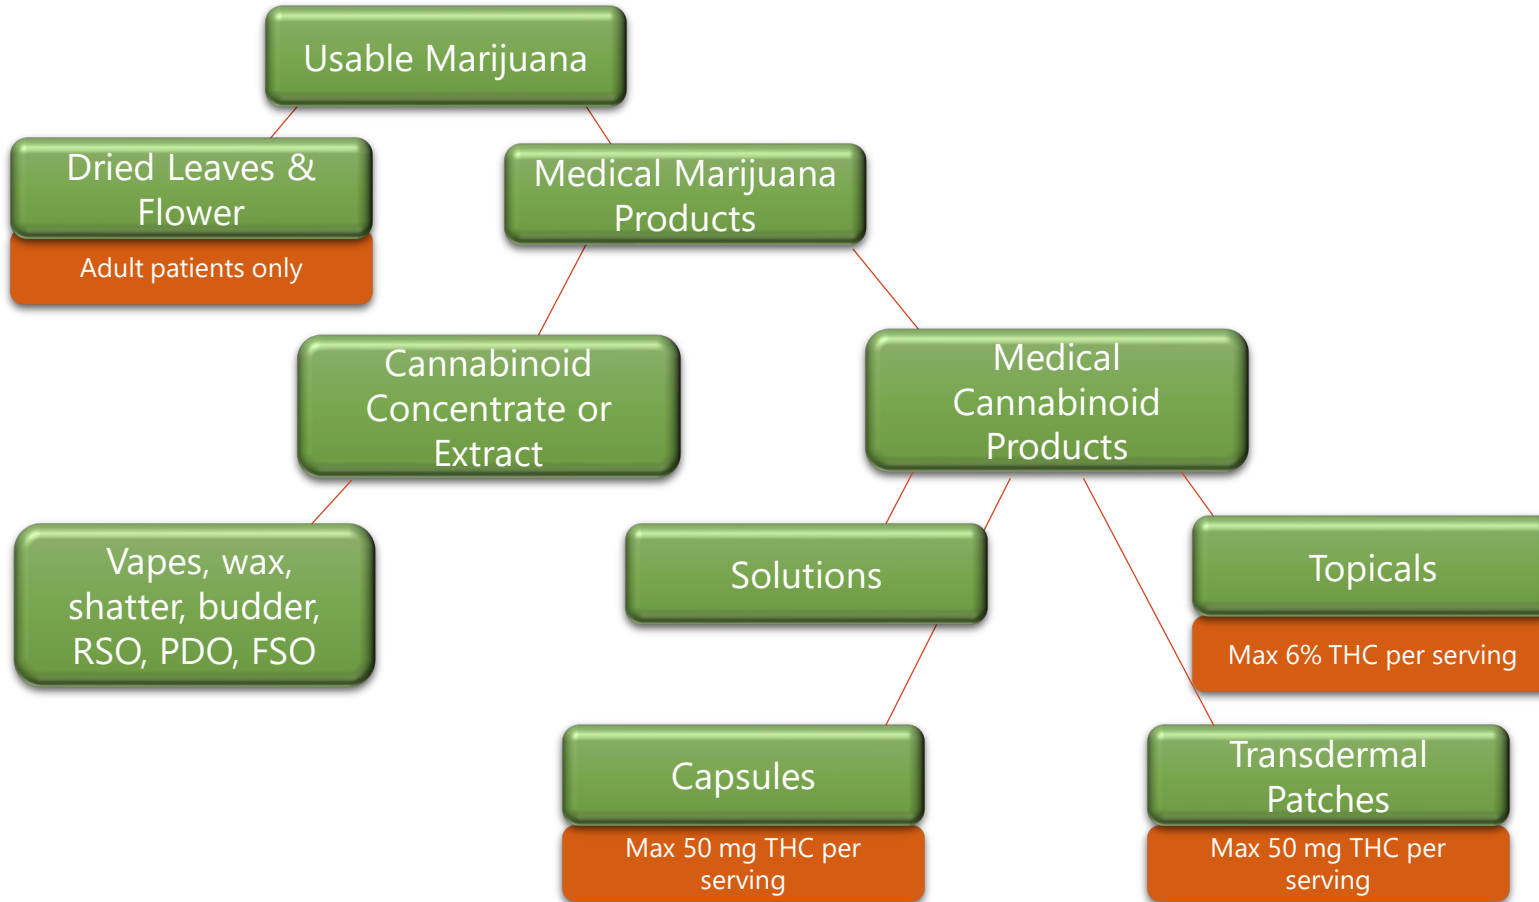 Usable Marijuana
Dried Leaves &
Flower
Adult patients only
Medical Marijuana
Products
Cannabinoid
Concentrate or
Extract
Medical
Cannabinoid
Products
Vapes, wax,
shatter, budder,
RSO, PDO, FSO
Solutions
Topicals
Max 6% THC per serving
Capsules
Max 50 mg THC per
serving
Transdermal
Patches
Max 50 mg THC per
serving